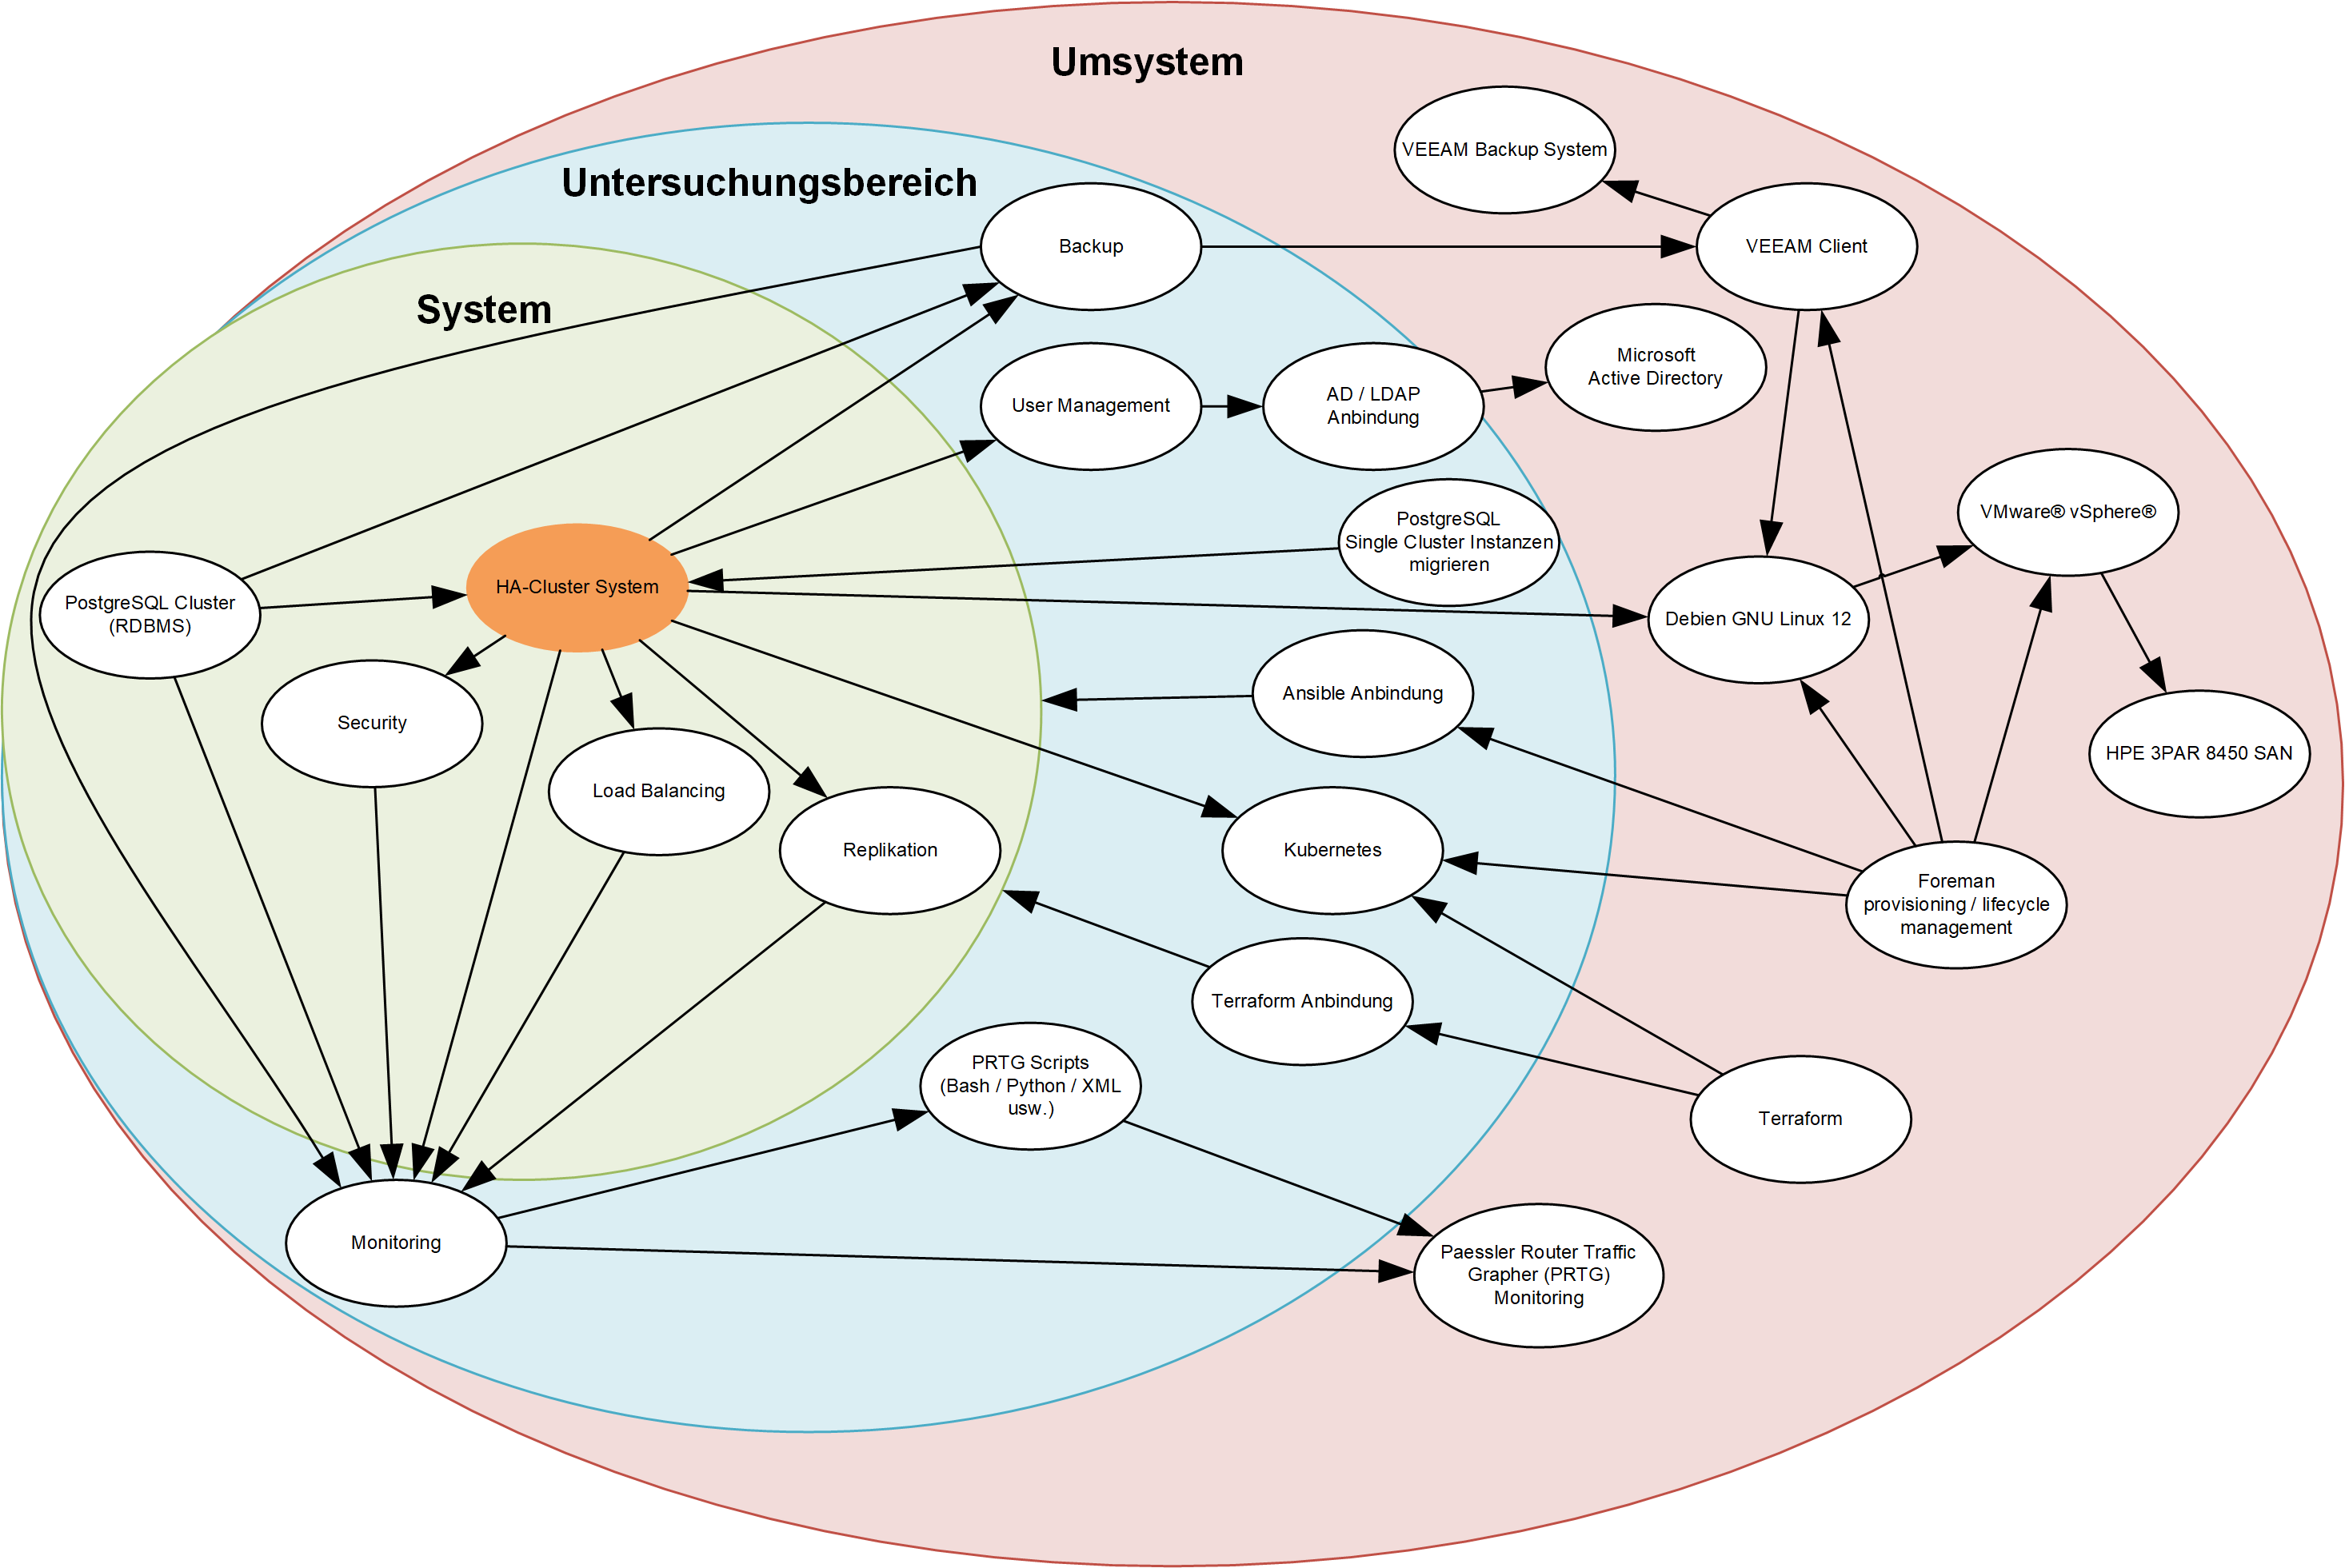 Umsystem
VEEAM Backup System
Untersuchungsbereich
Backup
VEEAM Client
System
Microsoft
Active Directory
User Management
AD / LDAP
Anbindung
PostgreSQL
Single Cluster Instanzen
migrieren
VMware® vSphere®
HA-Cluster System
PostgreSQL Cluster
(RDBMS)
Debien GNU Linux 12
Security
Ansible Anbindung
HPE 3PAR 8450 SAN
Load Balancing
Replikation
Kubernetes
Foreman
provisioning / lifecycle
management
Terraform Anbindung
PRTG Scripts
(Bash / Python / XML
usw.)
Terraform
Monitoring
Paessler Router Traffic
Grapher (PRTG)
Monitoring